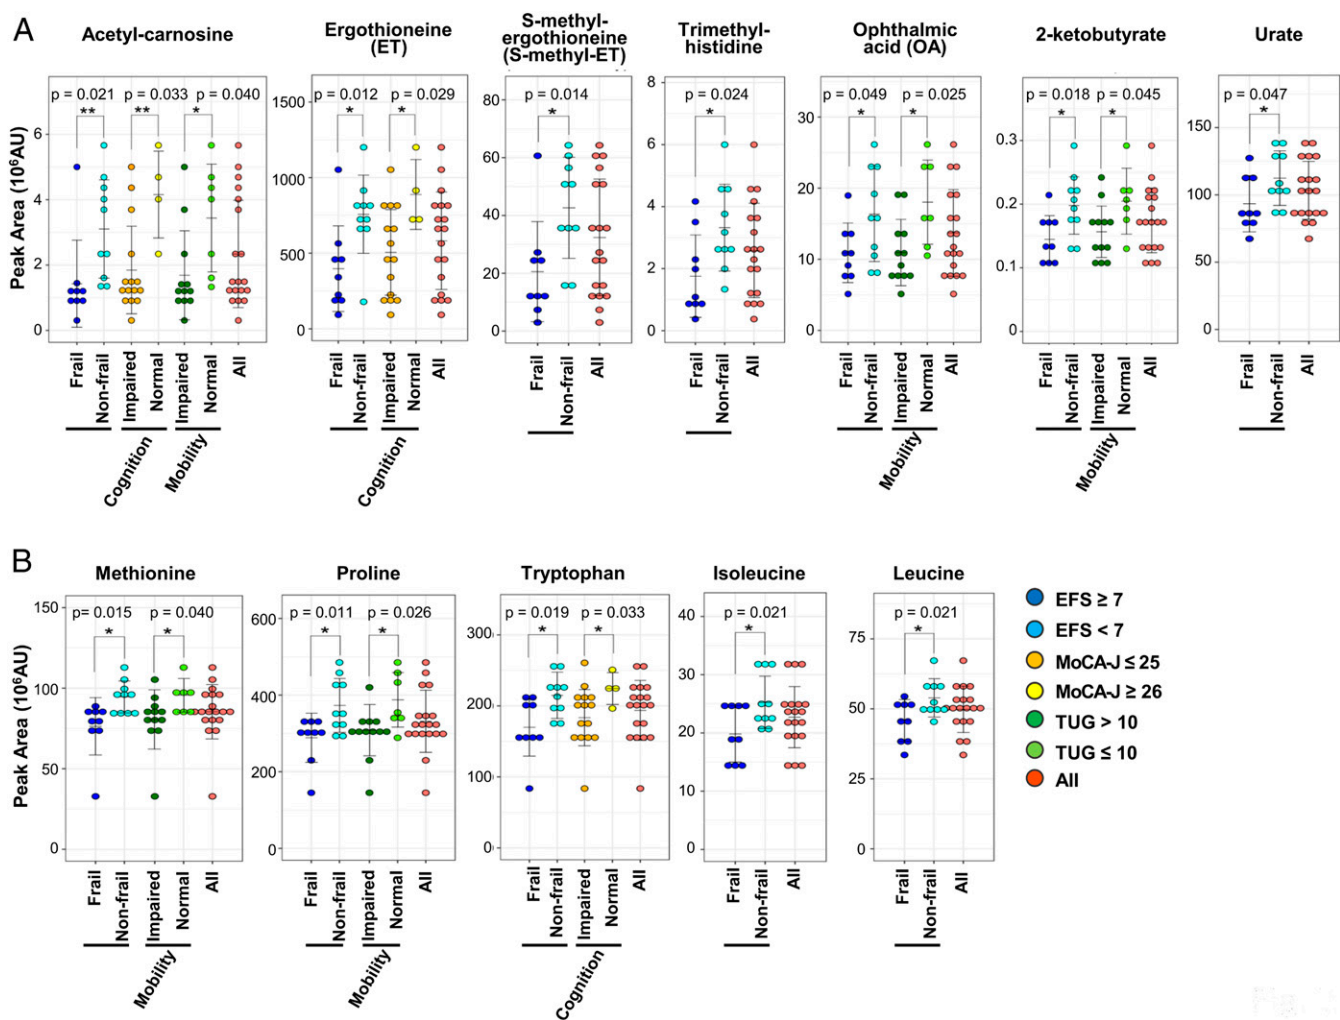 A
Acetyl-carnosine
Ergothioneine
(ET)
S-methyl-
ergothioneine
(S-methyl-ET)
Trimethyl-
histidine
Ophthalmic
acid (OA)
2-ketobutyrate
Urate
Peak Area (10⁶AU)
p = 0.021 p = 0.033 p = 0.040
** ** *
6
4
2
0
Frail
Non-frail
Impaired
Normal
Impaired
Normal
All
Cognition
Mobility
p = 0.012 p = 0.029
* *
1500
1000
500
0
Frail
Non-frail
Impaired
Normal
All
Cognition
p = 0.014
*
80
60
40
20
0
Frail
Non-frail
All
p = 0.024
*
8
6
4
2
0
Frail
Non-frail
All
p = 0.049 p = 0.025
* *
30
20
10
0
Frail
Non-frail
Impaired
Normal
All
Mobility
p = 0.018 p = 0.045
* *
0.3
0.2
0.1
0
Frail
Non-frail
Impaired
Normal
All
Mobility
p = 0.047
*
150
100
50
0
Frail
Non-frail
All
B
Methionine
Proline
Tryptophan
Isoleucine
Leucine
Peak Area (10⁶AU)
p= 0.015 p = 0.040
* *
150
100
50
0
Frail
Non-frail
Impaired
Normal
All
Mobility
p = 0.011 p = 0.026
* *
600
400
200
0
Frail
Non-frail
Impaired
Normal
All
Mobility
p = 0.019 p = 0.033
* *
300
200
100
0
Frail
Non-frail
Impaired
Normal
All
Cognition
p = 0.021
*
40
30
20
10
0
Frail
Non-frail
All
p = 0.021
*
75
50
25
0
Frail
Non-frail
All
EFS ≥ 7
EFS < 7
MoCA-J ≤ 25
MoCA-J ≥ 26
TUG > 10
TUG ≤ 10
All